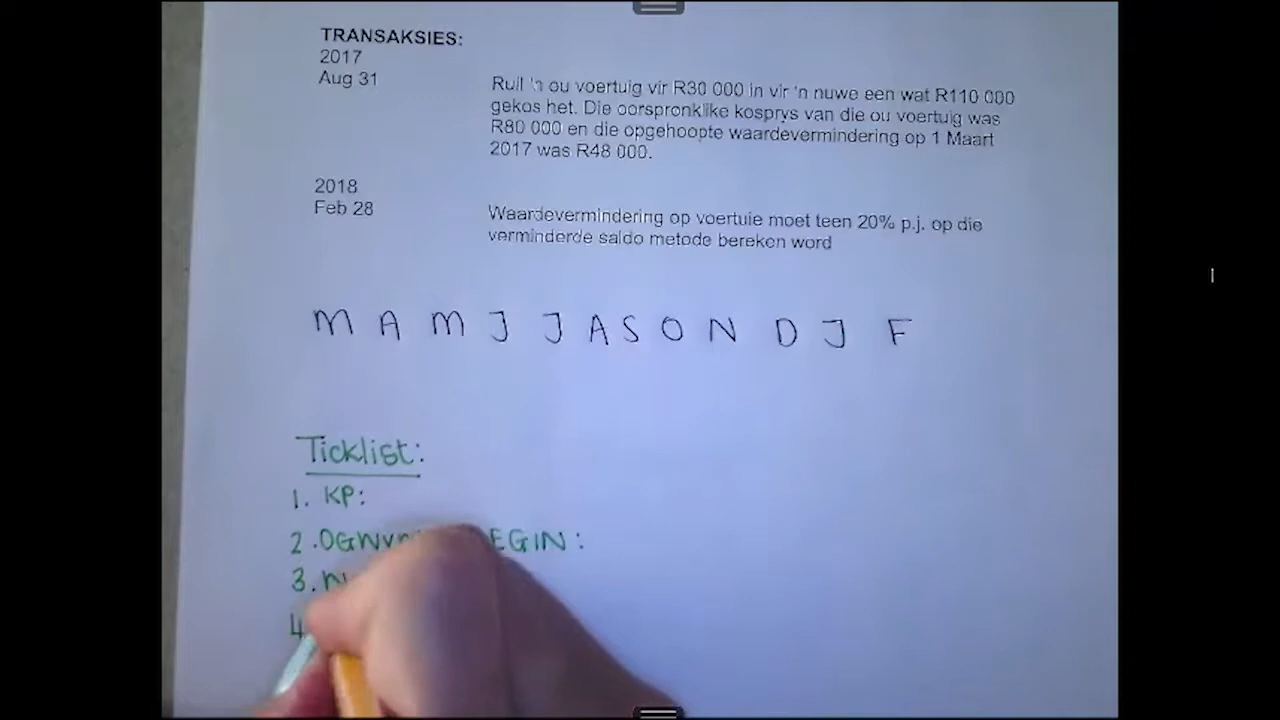 TRANSAKSIES:
2017
Aug 31
Ruil 'n ou voertuig vir R30 000 in vir 'n nuwe een wat R110 000
gekos het. Die oorspronklike kosprys van die ou voertuig was
R80 000 en die opgehoopte waardevermindering op 1 Maart
2017 was R48 000.
2018
Feb 28
Waardevermindering op voertuie moet teen 20% p.j. op die
verminderde saldo metode bereken word
M A M J J A S O N D J F
Ticklist:
1. KP:
2. :
3.
4